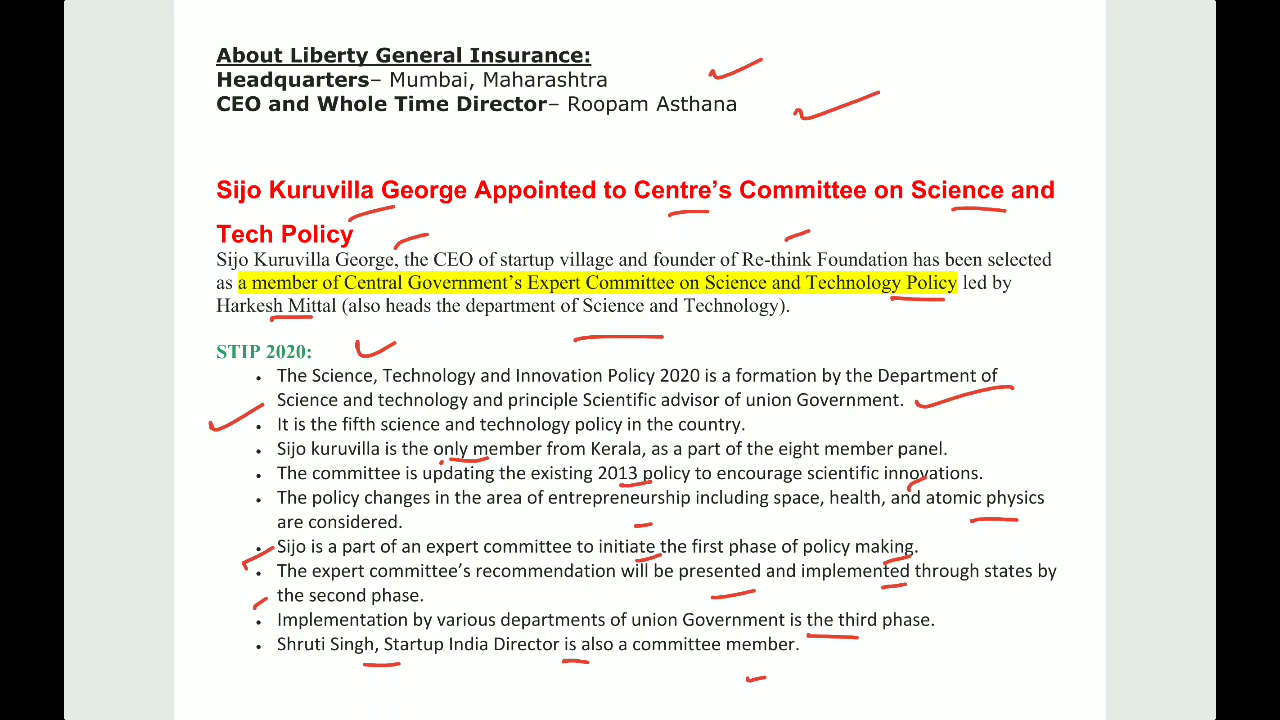 About Liberty General Insurance:
Headquarters– Mumbai, Maharashtra
CEO and Whole Time Director– Roopam Asthana
Sijo Kuruvilla George Appointed to Centre’s Committee on Science and
Tech Policy
Sijo Kuruvilla George, the CEO of startup village and founder of Re-think Foundation has been selected
as a member of Central Government’s Expert Committee on Science and Technology Policy led by
Harkesh Mittal (also heads the department of Science and Technology).
STIP 2020:
• The Science, Technology and Innovation Policy 2020 is a formation by the Department of
Science and technology and principle Scientific advisor of union Government.
• It is the fifth science and technology policy in the country.
• Sijo kuruvilla is the only member from Kerala, as a part of the eight member panel.
• The committee is updating the existing 2013 policy to encourage scientific innovations.
• The policy changes in the area of entrepreneurship including space, health, and atomic physics
are considered.
• Sijo is a part of an expert committee to initiate the first phase of policy making.
• The expert committee’s recommendation will be presented and implemented through states by
the second phase.
• Implementation by various departments of union Government is the third phase.
• Shruti Singh, Startup India Director is also a committee member.